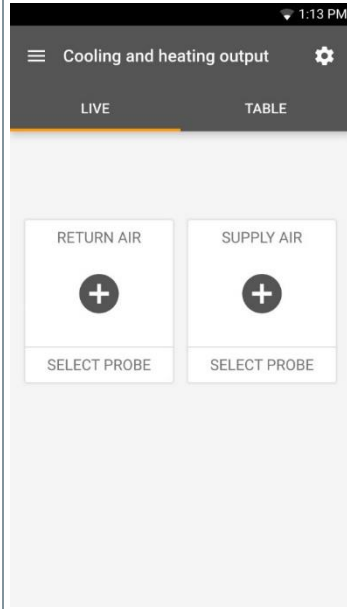 1:13 PM
Cooling and heating output
LIVE TABLE
RETURN AIR SUPPLY AIR
SELECT PROBE SELECT PROBE